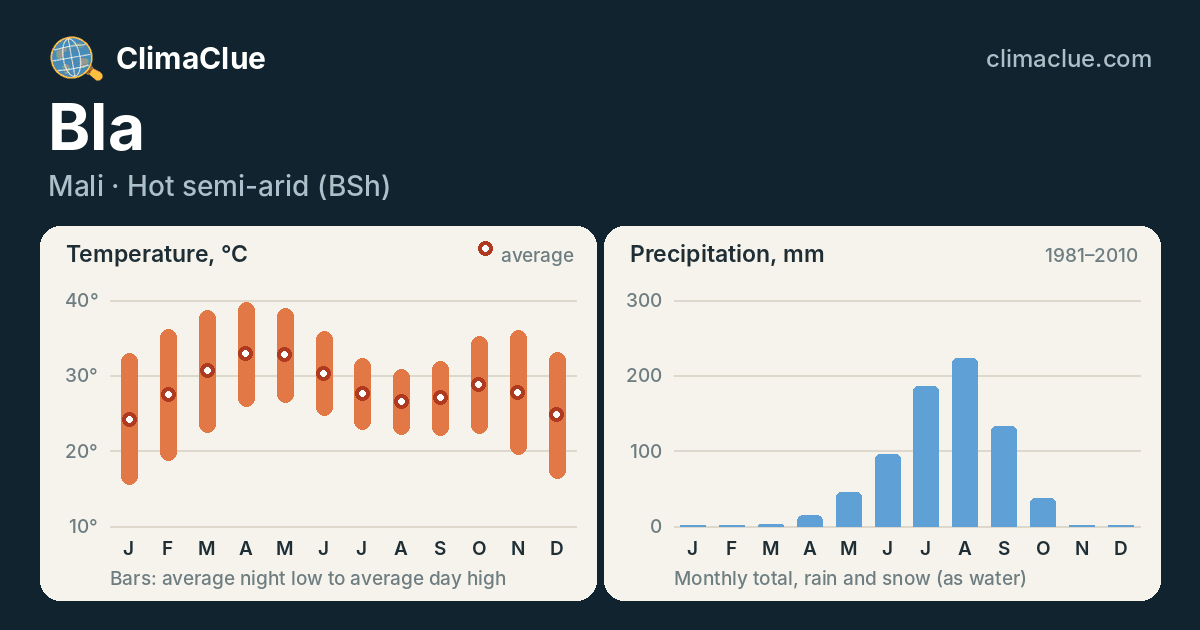 ClimaClue
climaclue.com
Bla
Mali · Hot semi-arid (BSh)
Temperature, °C
average
40°
30°
20°
10°
J F M A M J J A S O N D
Bars: average night low to average day high
Precipitation, mm
1981–2010
300
200
100
0
J F M A M J J A S O N D
Monthly total, rain and snow (as water)